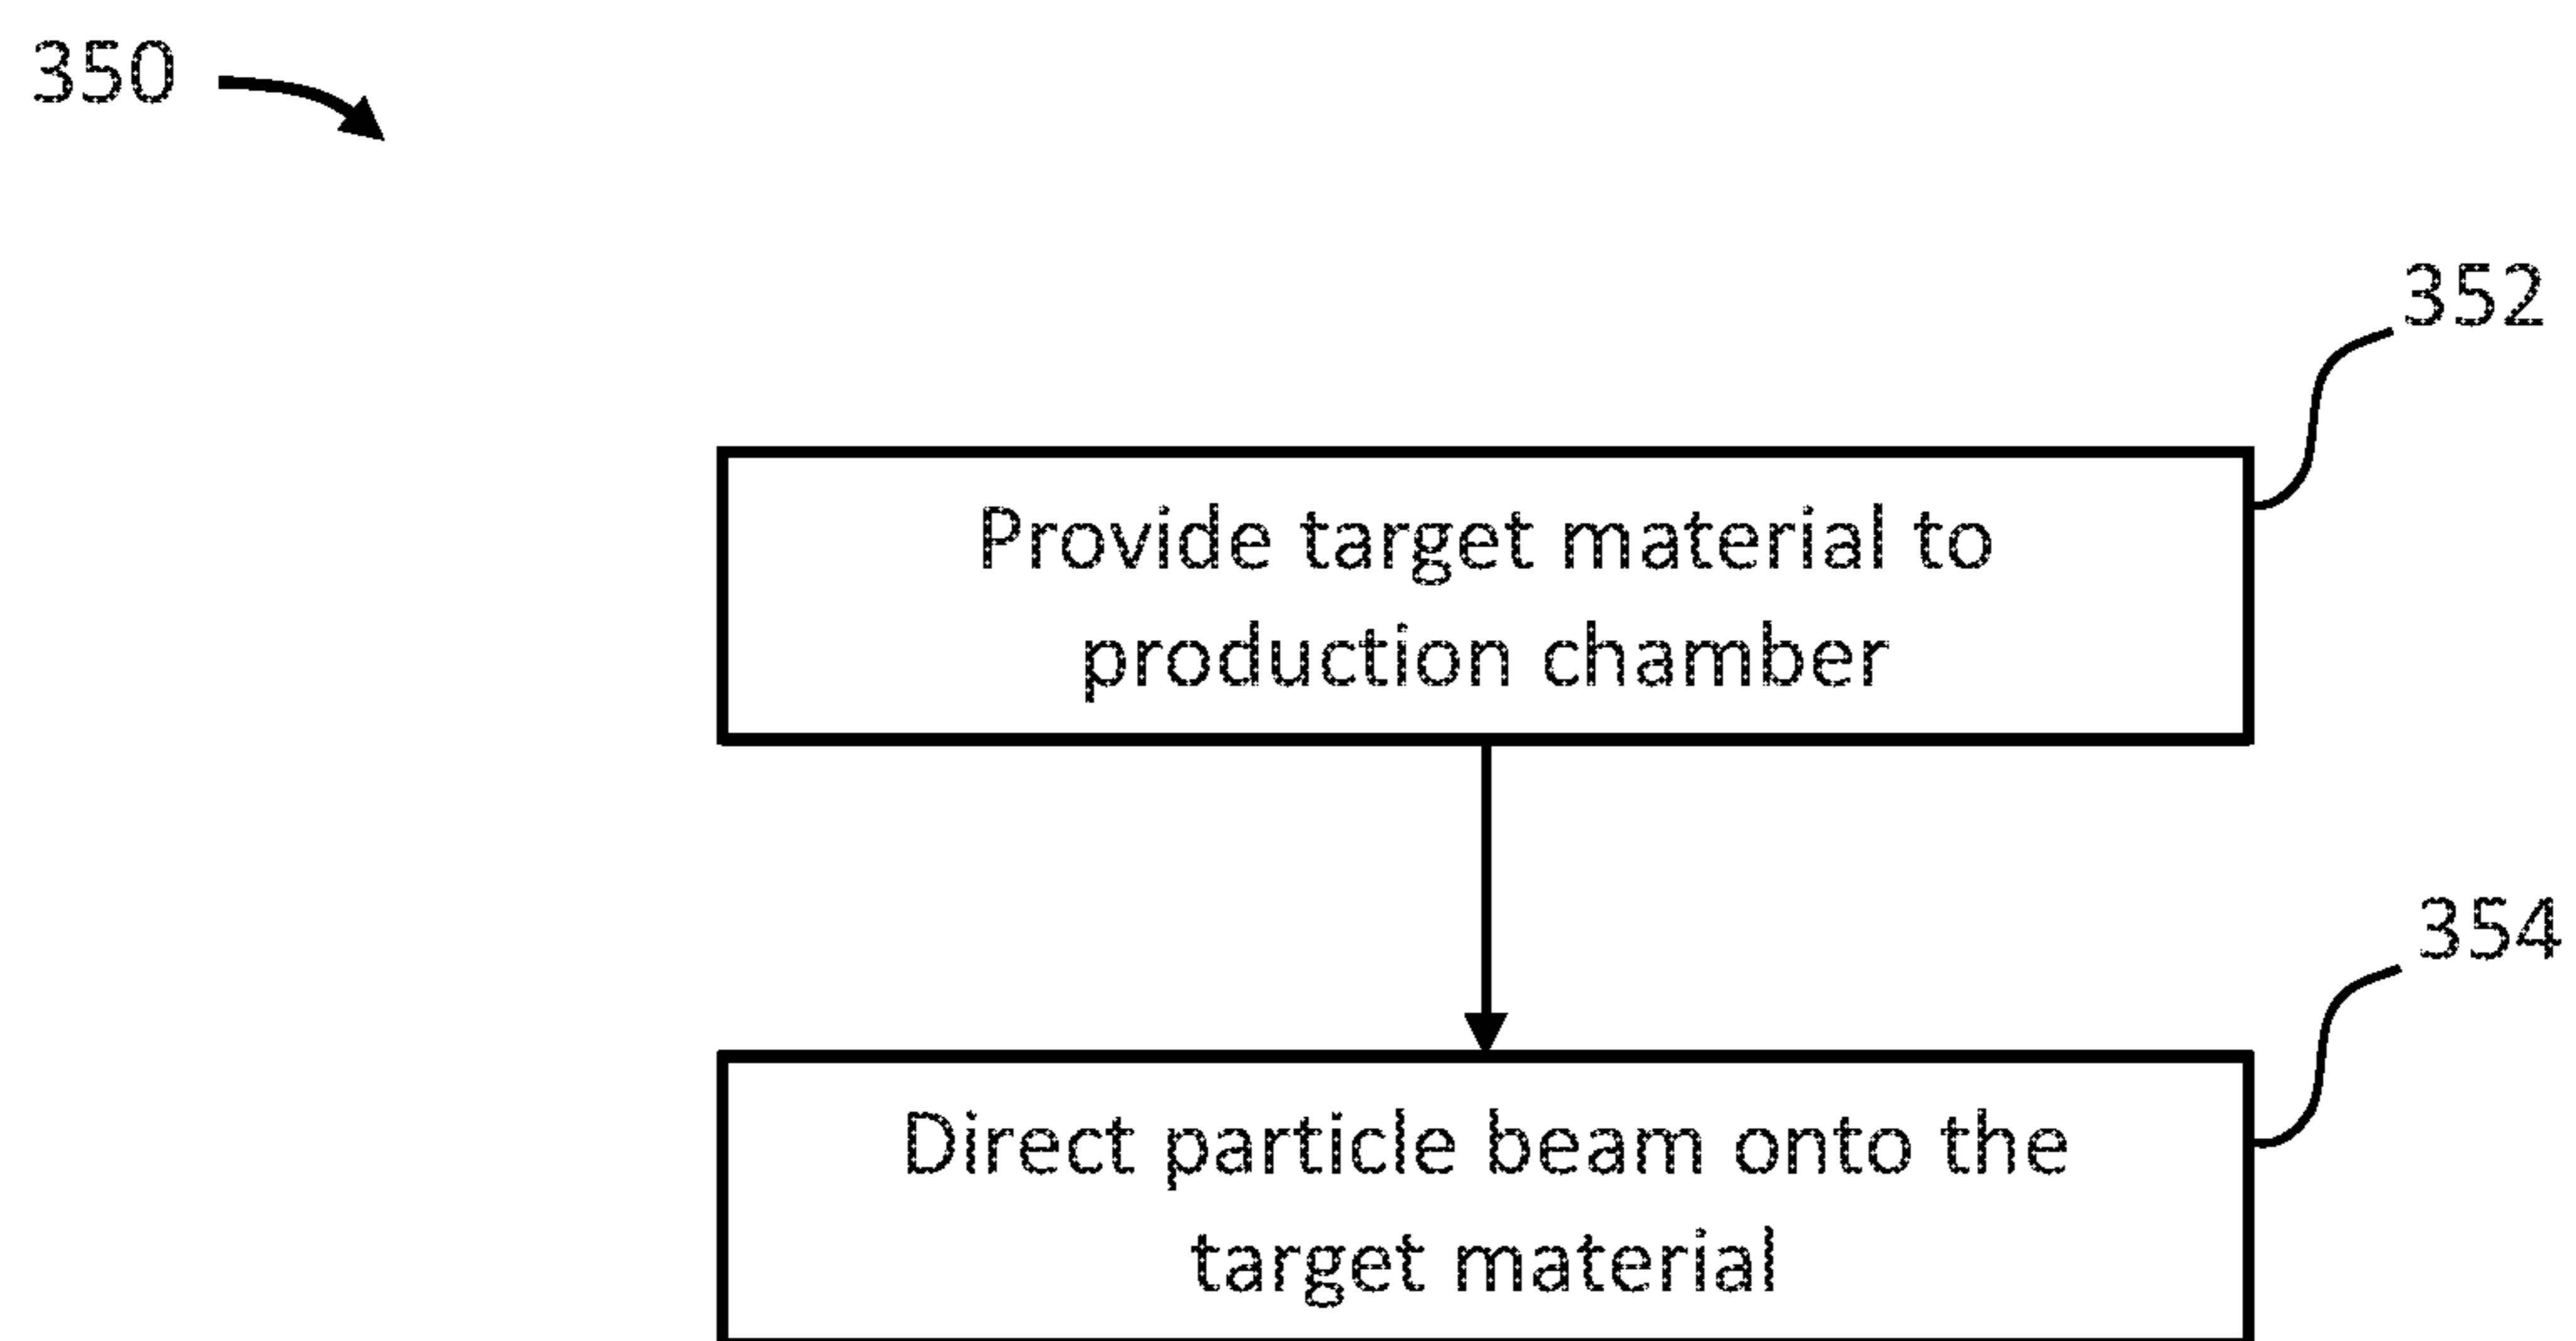 350
352
Provide target material to
production chamber
354
Direct particle beam onto the
target material